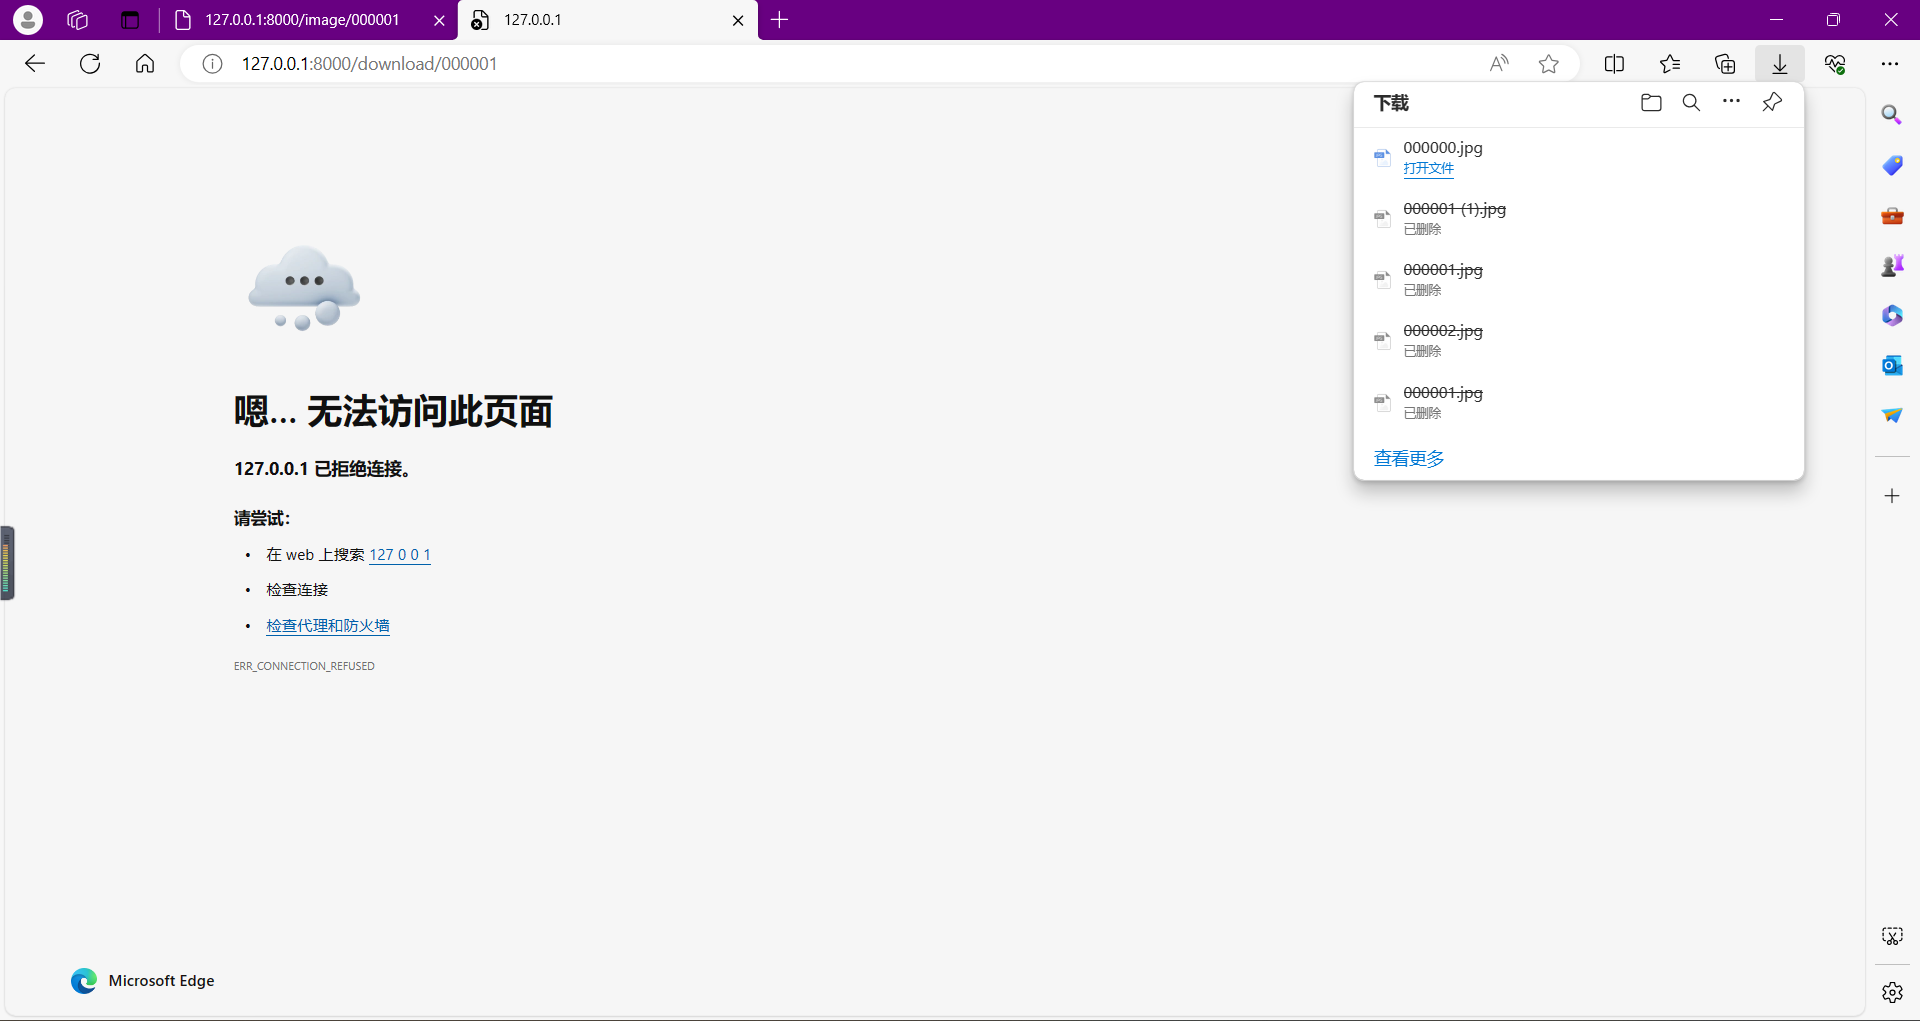 127.0.0.1:8000/image/000001
127.0.0.1
127.0.0.1:8000/download/000001
下载
000000.jpg
打开文件
000001 (1).jpg
已删除
000001.jpg
已删除
000002.jpg
已删除
000001.jpg
已删除
查看更多
嗯... 无法访问此页面
127.0.0.1 已拒绝连接。
请尝试:
• 在 web 上搜索 127 0 0 1
• 检查连接
• 检查代理和防火墙
ERR_CONNECTION_REFUSED
Microsoft Edge